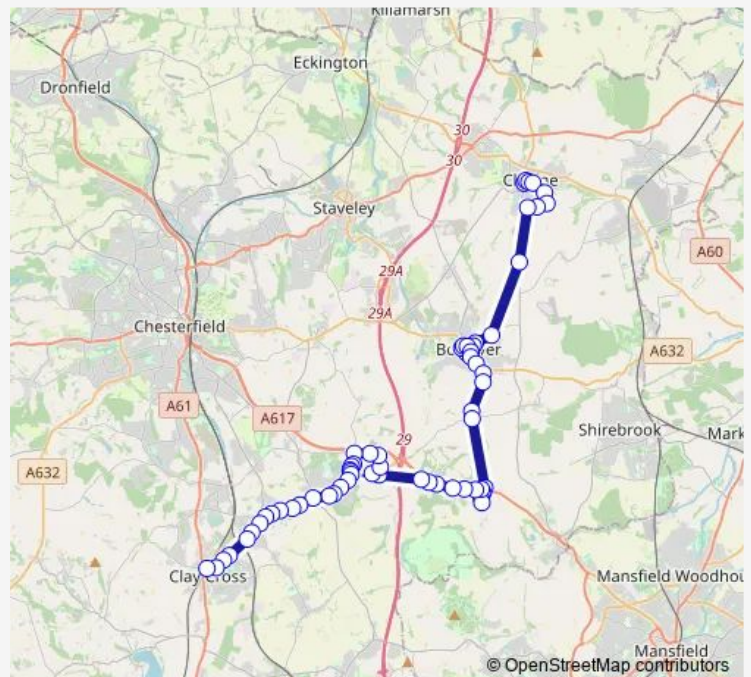 Killamarsh
Eckington
Dronfield
30
30
Staveley
A60
29A
29A
Chesterfield
A632
A61
A617
29
Shirebrook
Mark
A632
Clay Cross
Mansfield Woodhou
Mansfield
© OpenStreetMap contributors